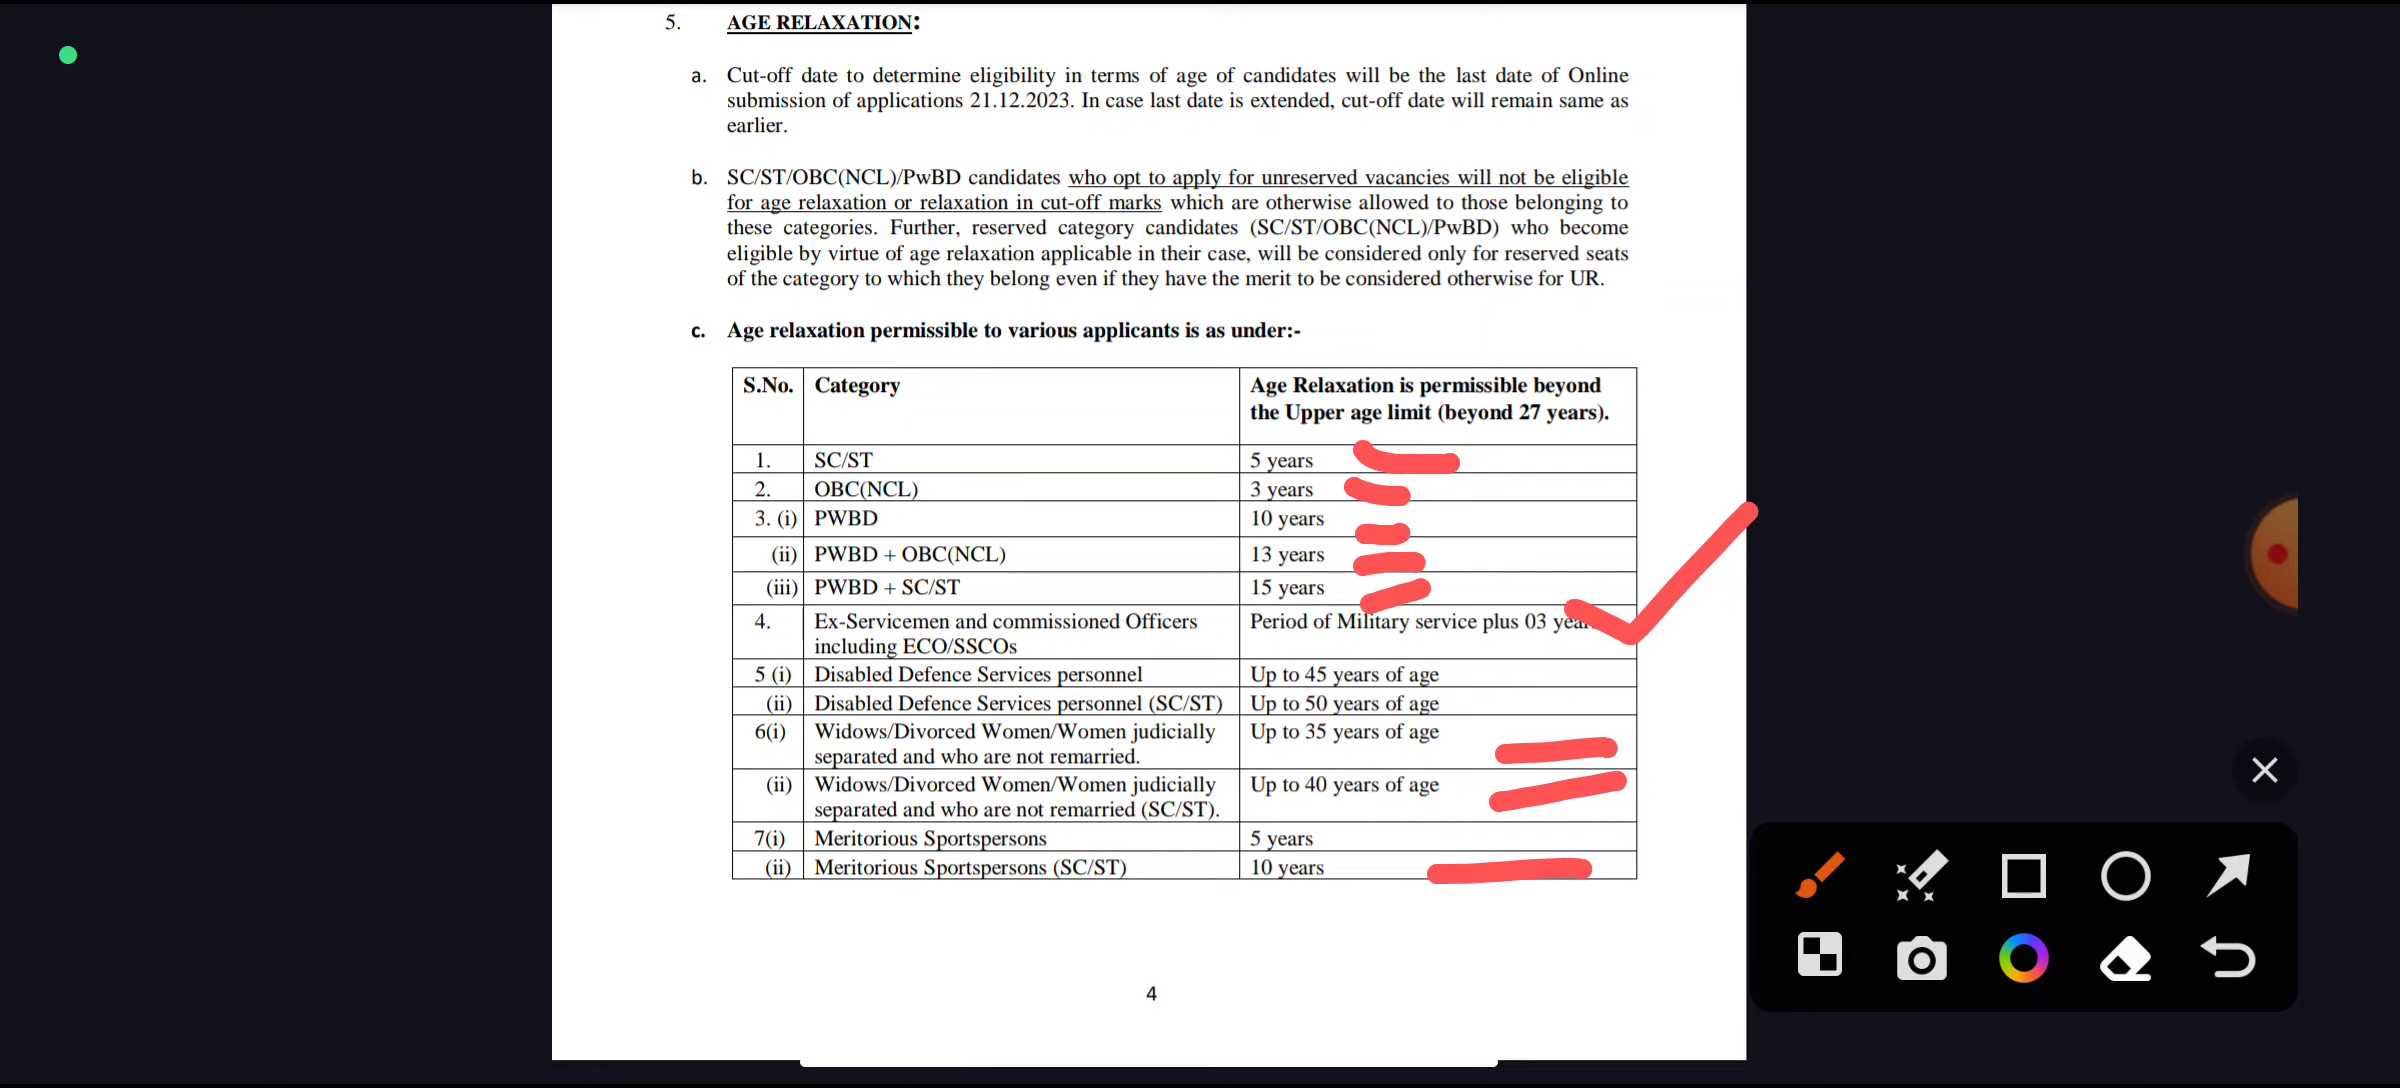 5. AGE RELAXATION:
a. Cut-off date to determine eligibility in terms of age of candidates will be the last date of Online
submission of applications 21.12.2023. In case last date is extended, cut-off date will remain same as
earlier.
b. SC/ST/OBC(NCL)/PwBD candidates who opt to apply for unreserved vacancies will not be eligible
for age relaxation or relaxation in cut-off marks which are otherwise allowed to those belonging to
these categories. Further, reserved category candidates (SC/ST/OBC(NCL)/PwBD) who become
eligible by virtue of age relaxation applicable in their case, will be considered only for reserved seats
of the category to which they belong even if they have the merit to be considered otherwise for UR.
c. Age relaxation permissible to various applicants is as under:-
S.No. Category Age Relaxation is permissible beyond
the Upper age limit (beyond 27 years).
1. SC/ST 5 years
2. OBC(NCL) 3 years
3. (i) PWBD 10 years
(ii) PWBD + OBC(NCL) 13 years
(iii) PWBD + SC/ST 15 years
4. Ex-Servicemen and commissioned Officers Period of Military service plus 03
including ECO/SSCOs
5 (i) Disabled Defence Services personnel Up to 45 years of age
(ii) Disabled Defence Services personnel (SC/ST) Up to 50 years of age
6(i) Widows/Divorced Women/Women judicially Up to 35 years of age
separated and who are not remarried.
(ii) Widows/Divorced Women/Women judicially Up to 40 years of age
separated and who are not remarried (SC/ST).
7(i) Meritorious Sportspersons 5 years
(ii) Meritorious Sportspersons (SC/ST) 10 years
4